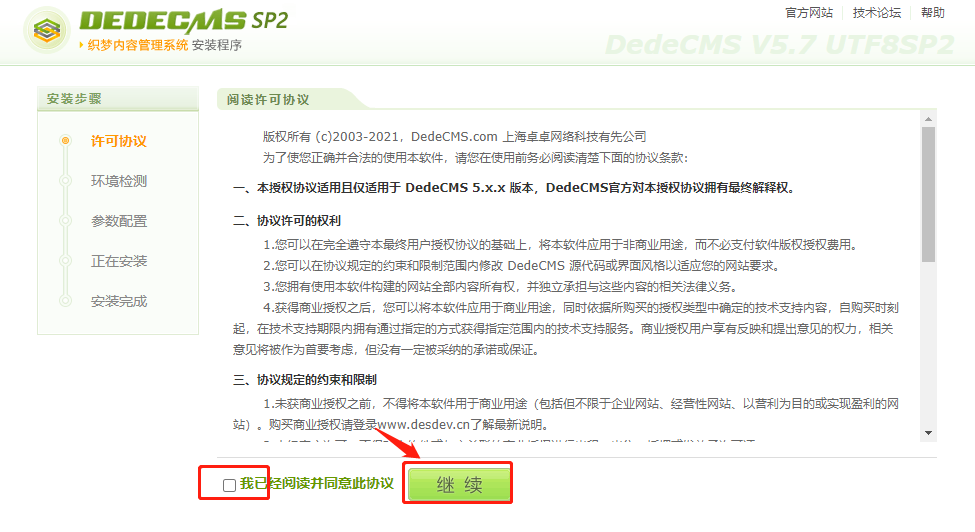 DEDECMS SP2
织梦内容管理系统 安装程序
官方网站 技术论坛 帮助
DedeCMS V5.7 UTF8SP2
安装步骤
许可协议
环境检测
参数配置
正在安装
安装完成
阅读许可协议
版权所有 (c)2003-2021，DedeCMS.com 上海卓卓网络科技有先公司
为了使您正确并合法的使用本软件，请您在使用前务必阅读清楚下面的协议条款：
一、本授权协议适用且仅适用于 DedeCMS 5.x.x 版本，DedeCMS官方对本授权协议拥有最终解释权。
二、协议许可的权利
1.您可以在完全遵守本最终用户授权协议的基础上，将本软件应用于非商业用途，而不必支付软件版权授权费用。
2.您可以在协议规定的约束和限制范围内修改 DedeCMS 源代码或界面风格以适应您的网站要求。
3.您拥有使用本软件构建的网站全部内容所有权，并独立承担与这些内容的相关法律义务。
4.获得商业授权之后，您可以将本软件应用于商业用途，同时依据所购买的授权类型中确定的技术支持内容，自购买时刻
起，在技术支持期限内拥有通过指定的方式获得指定范围内的技术支持服务。商业授权用户享有反映和提出意见的权力，相关
意见将被作为首要考虑，但没有一定被采纳的承诺或保证。
三、协议规定的约束和限制
1.未获商业授权之前，不得将本软件用于商业用途（包括但不限于企业网站、经营性网站、以营利为目的或实现盈利的网
站）。购买商业授权请登录www.desdev.cn了解最新说明。
我已经阅读并同意此协议
继 续